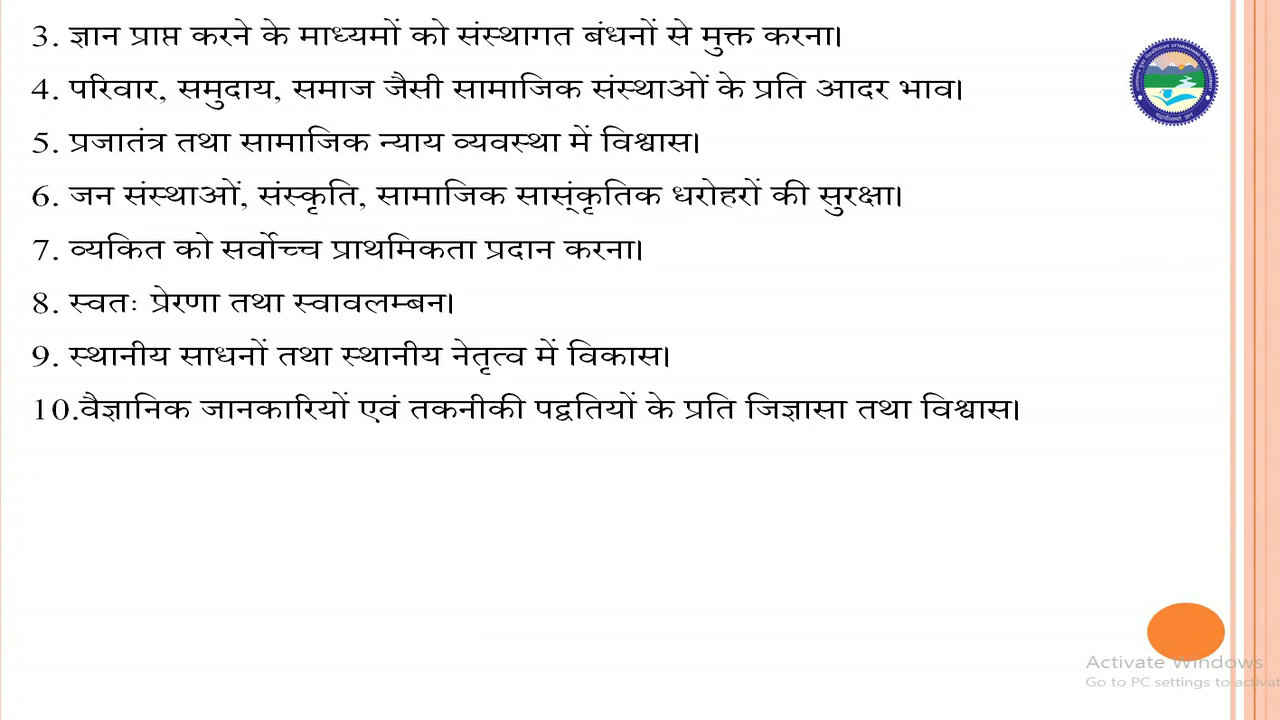 3. ज्ञान प्राप्त करने के माध्यमों को संस्थागत बंधनों से मुक्त करना।
4. परिवार, समुदाय, समाज जैसी सामाजिक संस्थाओं के प्रति आदर भाव।
5. प्रजातंत्र तथा सामाजिक न्याय व्यवस्था में विश्वास।
6. जन संस्थाओं, संस्कृति, सामाजिक सास्ंकृतिक धरोहरों की सुरक्षा।
7. व्यकित को सर्वोच्च प्राथमिकता प्रदान करना।
8. स्वतः प्रेरणा तथा स्वावलम्बन।
9. स्थानीय साधनों तथा स्थानीय नेतृत्व में विकास।
10.वैज्ञानिक जानकारियों एवं तकनीकी पद्वतियों के प्रति जिज्ञासा तथा विश्वास।
Activate Windows
Go to PC settings to activat